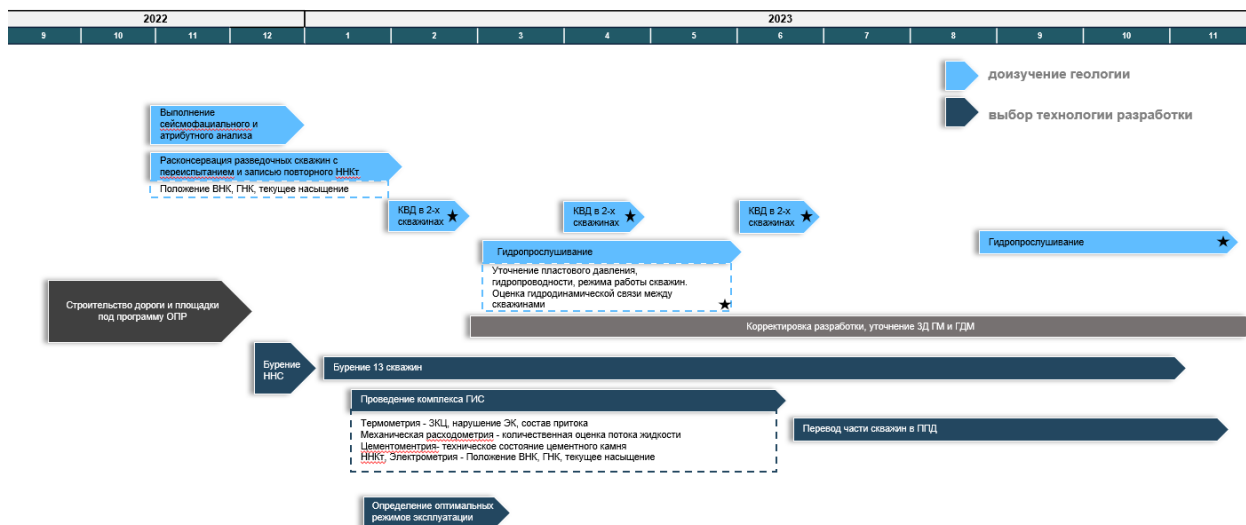 2022 2023
9 10 11 12 1 2 3 4 5 6 7 8 9 10 11
доизучение геологии
выбор технологии разработки
Выполнение
сейсмофациального и
атрибутного анализа
Расконсервация разведочных скважин с
переиспытанием и записью повторного ННКт
Положение ВНК, ГНК, текущее насыщение
КВД в 2-х
скважинах
КВД в 2-х
скважинах
КВД в 2-х
скважинах
Гидропрослушивание
Гидропрослушивание
Уточнение пластового давления,
гидропроводности, режима работы скважин.
Оценка гидродинамической связи между
скважинами
Строительство дороги и площадки
под программу ОПР
Корректировка разработки, уточнение 3Д ГМ и ГДМ
Бурение
ННС
Бурение 13 скважин
Проведение комплекса ГИС
Термометрия - ЗКЦ, нарушение ЭК, состав притока
Механическая расходометрия - количественная оценка потока жидкости
Цементоментрия- техническое состояние цементного камня
ННКт, Электрометрия - Положение ВНК, ГНК, текущее насыщение
Перевод части скважин в ППД
Определение оптимальных
режимов эксплуатации